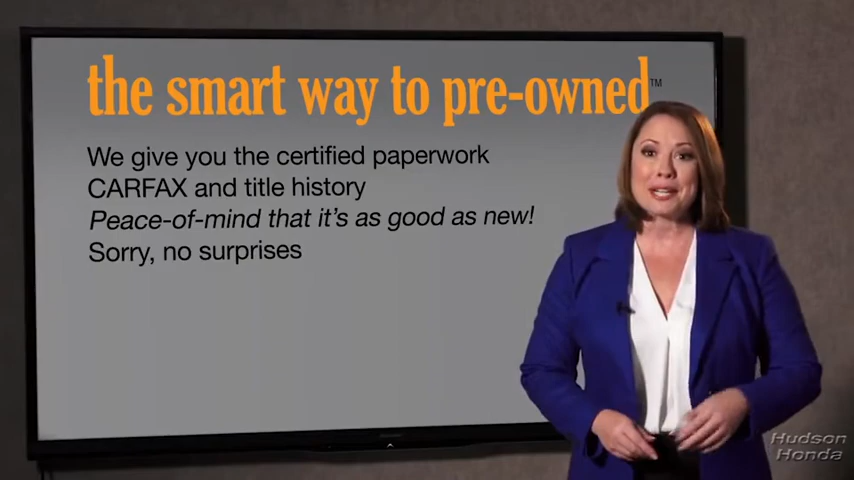 the smart way to pre-owned™
We give you the certified paperwork
CARFAX and title history
Peace-of-mind that it's as good as new!
Sorry, no surprises
Hudson
Honda